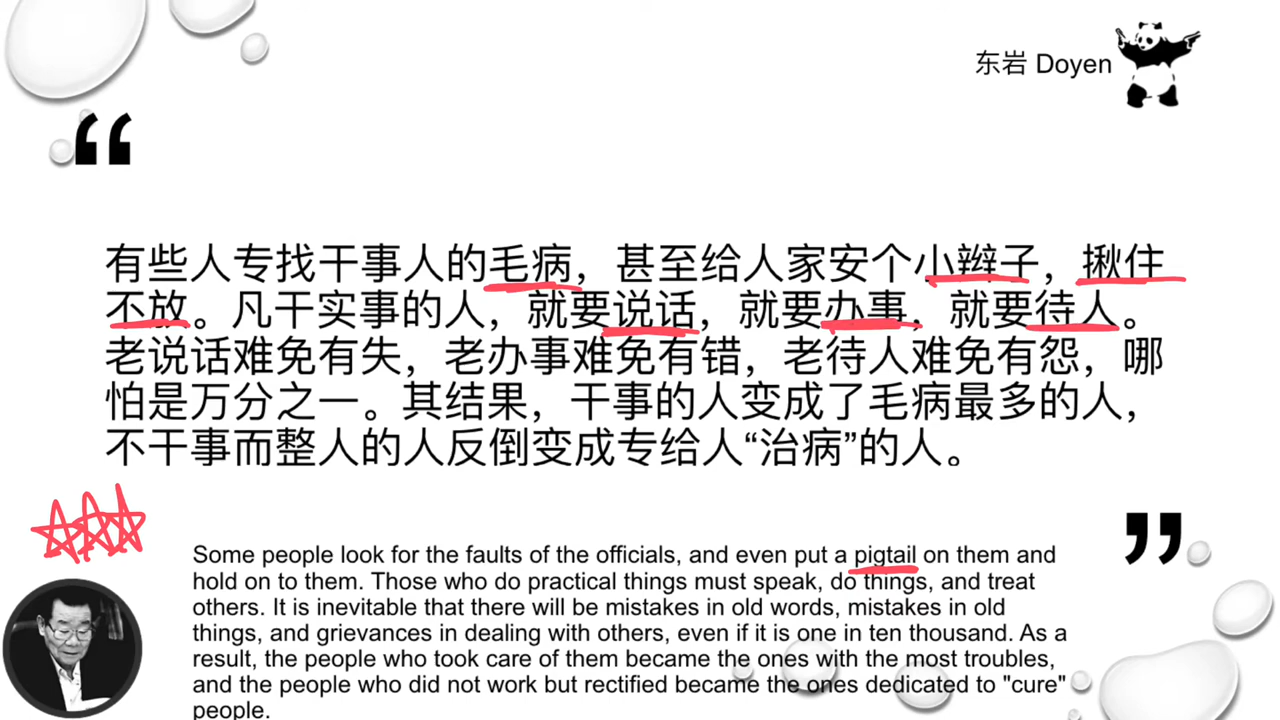 东岩 Doyen
“
有些人专找干事人的毛病，甚至给人家安个小辫子，揪住
不放。凡干实事的人，就要说话，就要办事，就要待人。
老说话难免有失，老办事难免有错，老待人难免有怨，哪
怕是万分之一。其结果，干事的人变成了毛病最多的人，
不干事而整人的人反倒变成专给人“治病”的人。
”
Some people look for the faults of the officials, and even put a pigtail on them and
hold on to them. Those who do practical things must speak, do things, and treat
others. It is inevitable that there will be mistakes in old words, mistakes in old
things, and grievances in dealing with others, even if it is one in ten thousand. As a
result, the people who took care of them became the ones with the most troubles,
and the people who did not work but rectified became the ones dedicated to "cure"
people.